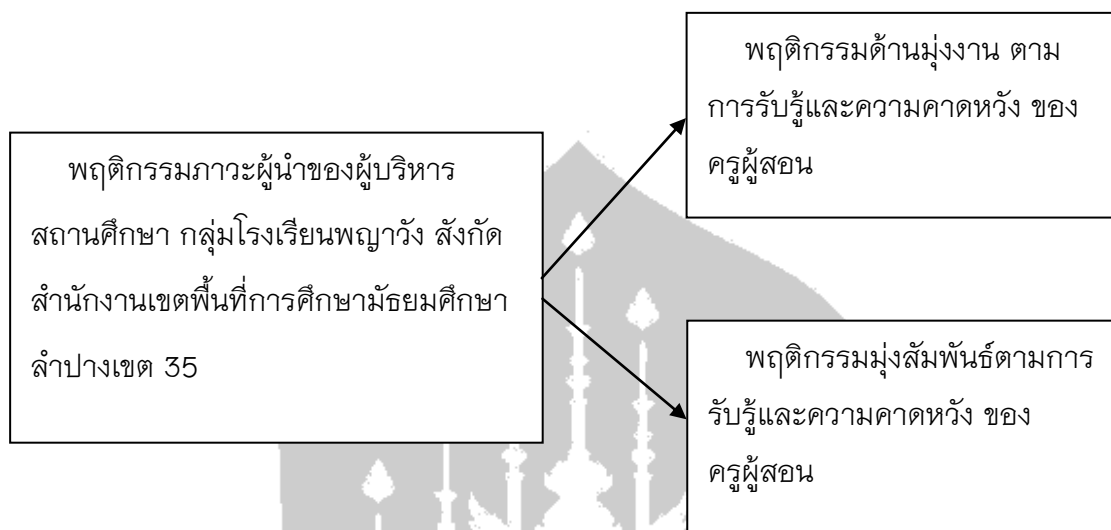 พฤติกรรมภาวะผู้นำของผู้บริหาร
สถานศึกษา กลุ่มโรงเรียนพญาวัง สังกัด
สำนักงานเขตพื้นที่การศึกษามัธยมศึกษา
ลำปางเขต 35
พฤติกรรมด้านมุ่งงาน ตาม
การรับรู้และความคาดหวัง ของ
ครูผู้สอน
พฤติกรรมมุ่งสัมพันธ์ตามการ
รับรู้และความคาดหวัง ของ
ครูผู้สอน